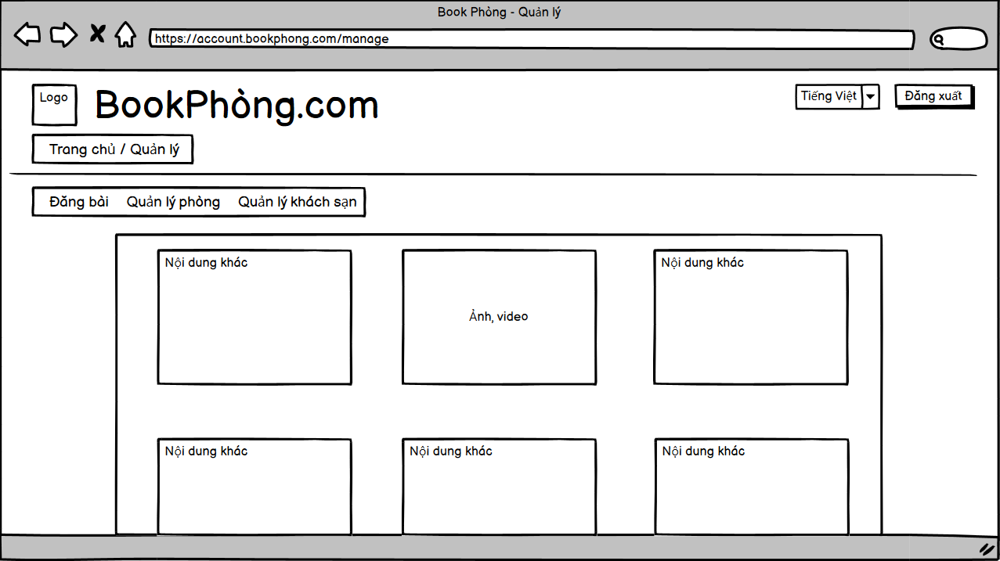 Book Phòng - Quản lý
https://account.bookphong.com/manage
Logo
BookPhòng.com
Tiếng Việt
Đăng xuất
Trang chủ / Quản lý
Đăng bài Quản lý phòng Quản lý khách sạn
Nội dung khác
Ảnh, video
Nội dung khác
Nội dung khác
Nội dung khác
Nội dung khác